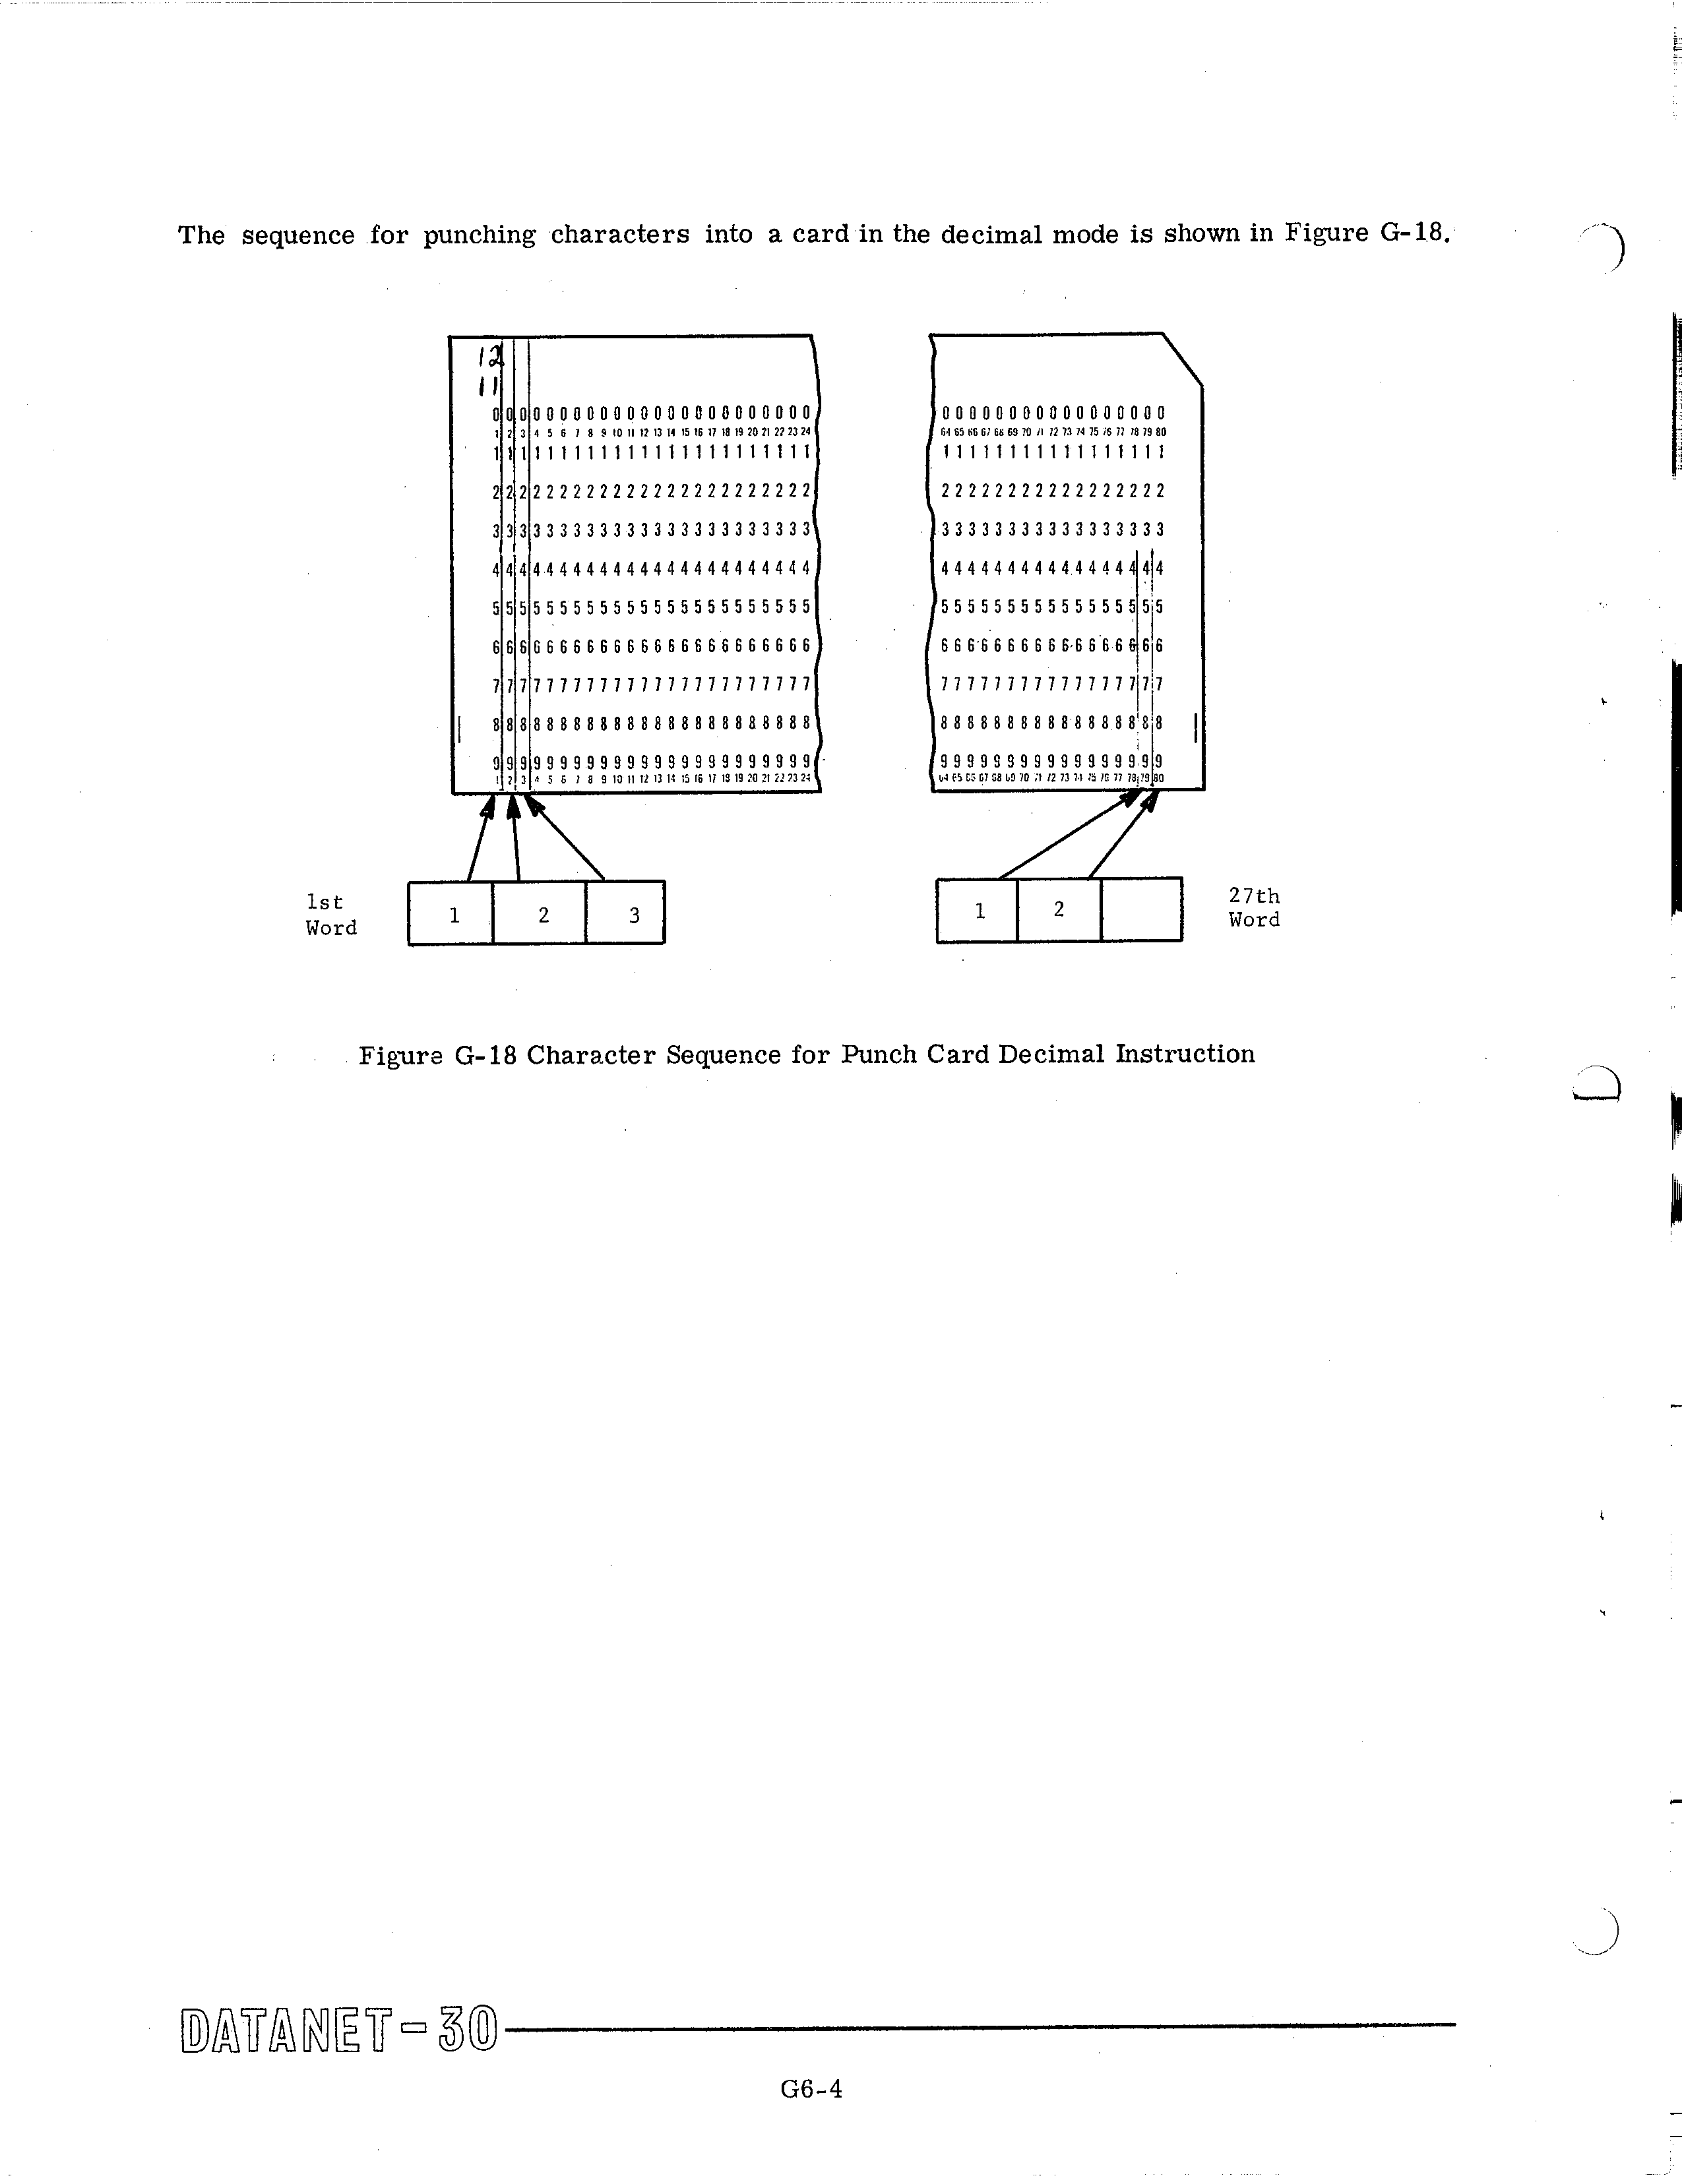 The sequence for punching characters into a card in the decimal mode is shown in Figure G-18.
12
11
0 0 0 0 0 0 0 0 0 0 0 0 0 0 0 0 0 0 0 0 0 0 0 0
1 2 3 4 5 6 7 8 9 10 11 12 13 14 15 16 17 18 19 20 21 22 23 24
1 1 1 1 1 1 1 1 1 1 1 1 1 1 1 1 1 1 1 1 1 1 1 1
2 2 2 2 2 2 2 2 2 2 2 2 2 2 2 2 2 2 2 2 2 2 2 2
3 3 3 3 3 3 3 3 3 3 3 3 3 3 3 3 3 3 3 3 3 3 3 3
4 4 4 4 4 4 4 4 4 4 4 4 4 4 4 4 4 4 4 4 4 4 4 4
5 5 5 5 5 5 5 5 5 5 5 5 5 5 5 5 5 5 5 5 5 5 5 5
6 6 6 6 6 6 6 6 6 6 6 6 6 6 6 6 6 6 6 6 6 6 6 6
7 7 7 7 7 7 7 7 7 7 7 7 7 7 7 7 7 7 7 7 7 7 7 7
8 8 8 8 8 8 8 8 8 8 8 8 8 8 8 8 8 8 8 8 8 8 8 8
9 9 9 9 9 9 9 9 9 9 9 9 9 9 9 9 9 9 9 9 9 9 9 9
1 2 3 4 5 6 7 8 9 10 11 12 13 14 15 16 17 18 19 20 21 22 23 24
0 0 0 0 0 0 0 0 0 0 0 0 0 0 0 0 0
64 65 66 67 68 69 70 71 72 73 74 75 76 77 78 79 80
1 1 1 1 1 1 1 1 1 1 1 1 1 1 1 1 1
2 2 2 2 2 2 2 2 2 2 2 2 2 2 2 2 2
3 3 3 3 3 3 3 3 3 3 3 3 3 3 3 3 3
4 4 4 4 4 4 4 4 4 4 4 4 4 4 4 4 4
5 5 5 5 5 5 5 5 5 5 5 5 5 5 5 5 5
6 6 6 6 6 6 6 6 6 6 6 6 6 6 6 6 6
7 7 7 7 7 7 7 7 7 7 7 7 7 7 7 7 7
8 8 8 8 8 8 8 8 8 8 8 8 8 8 8 8 8
9 9 9 9 9 9 9 9 9 9 9 9 9 9 9 9 9
64 65 66 67 68 69 70 71 72 73 74 75 76 77 78 79 80
1st
Word
1 2 3
1 2
27th
Word
Figure G-18 Character Sequence for Punch Card Decimal Instruction
DATANET-30
G6-4